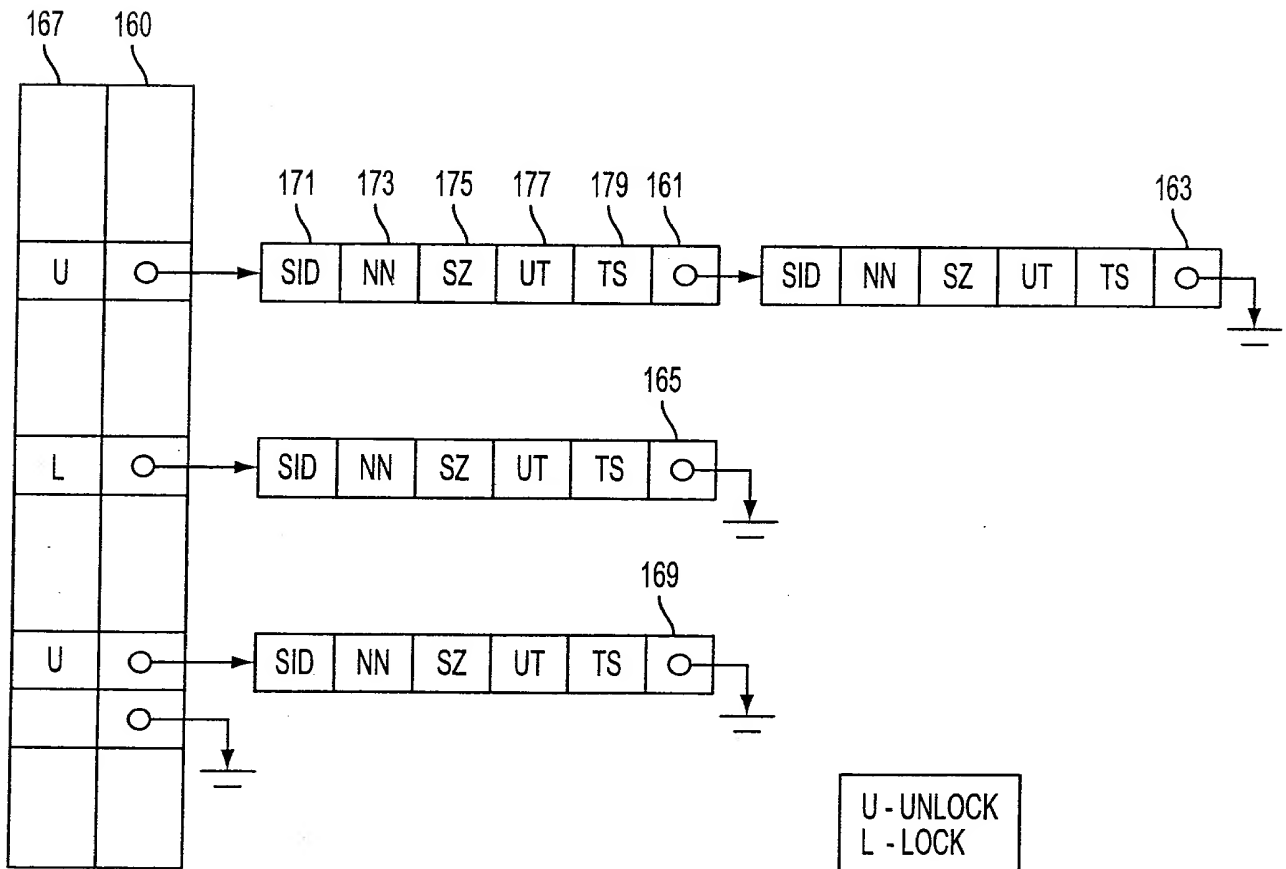 167 160
171 173 175 177 179 161 163
U SID NN SZ UT TS SID NN SZ UT TS
165
L SID NN SZ UT TS
169
U SID NN SZ UT TS
U - UNLOCK
L - LOCK